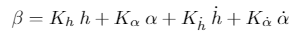 β = K_h h + K_α α + K_ḣ ḣ + K_α̇ α̇